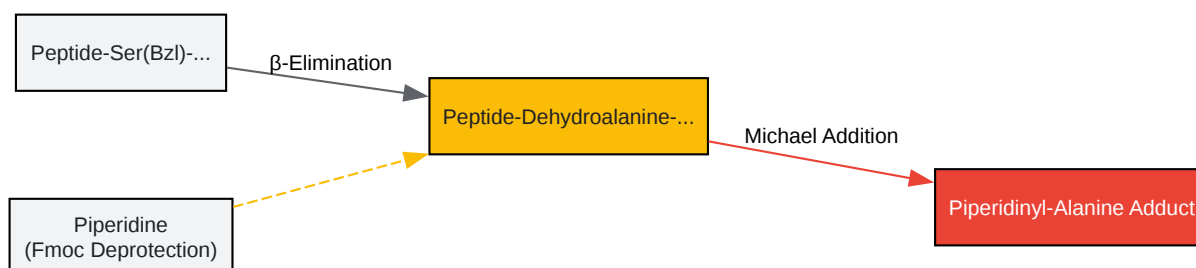 Peptide-Ser(Bzl)-...
β-Elimination
Peptide-Dehydroalanine-...
Michael Addition
Piperidinyl-Alanine Adduct
Piperidine
(Fmoc Deprotection)